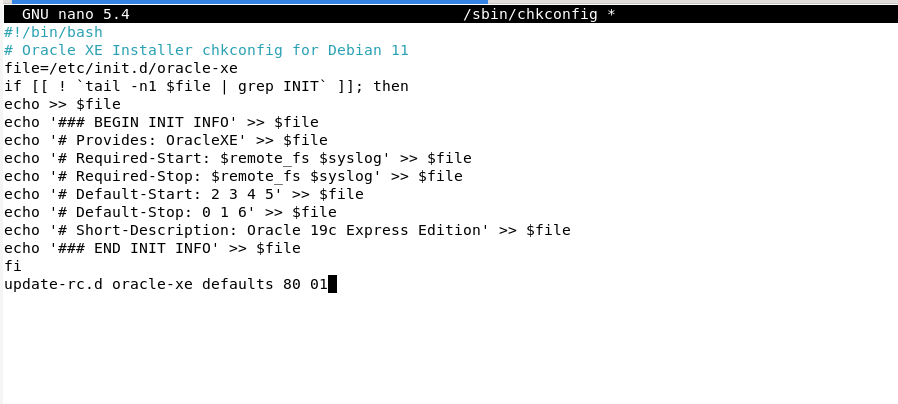 GNU nano 5.4 /sbin/chkconfig *
#!/bin/bash
# Oracle XE Installer chkconfig for Debian 11
file=/etc/init.d/oracle-xe
if [[ ! `tail -n1 $file | grep INIT` ]]; then
echo >> $file
echo '### BEGIN INIT INFO' >> $file
echo '# Provides: OracleXE' >> $file
echo '# Required-Start: $remote_fs $syslog' >> $file
echo '# Required-Stop: $remote_fs $syslog' >> $file
echo '# Default-Start: 2 3 4 5' >> $file
echo '# Default-Stop: 0 1 6' >> $file
echo '# Short-Description: Oracle 19c Express Edition' >> $file
echo '### END INIT INFO' >> $file
fi
update-rc.d oracle-xe defaults 80 01